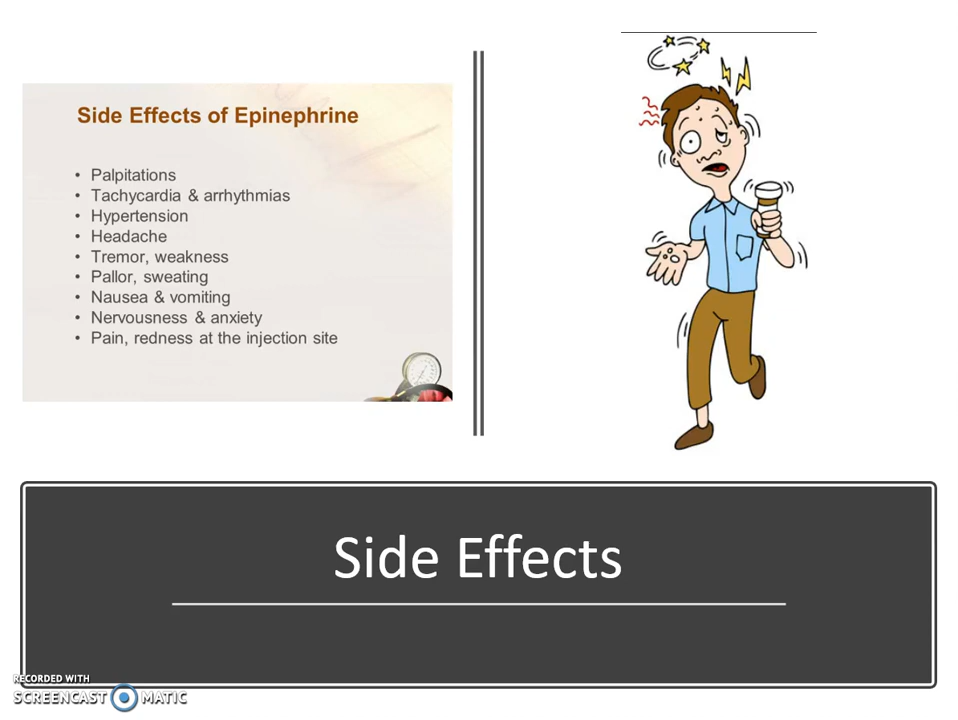 Side Effects of Epinephrine
• Palpitations
• Tachycardia & arrhythmias
• Hypertension
• Headache
• Tremor, weakness
• Pallor, sweating
• Nausea & vomiting
• Nervousness & anxiety
• Pain, redness at the injection site
Side Effects
RECORDED WITH
SCREENCAST MATIC